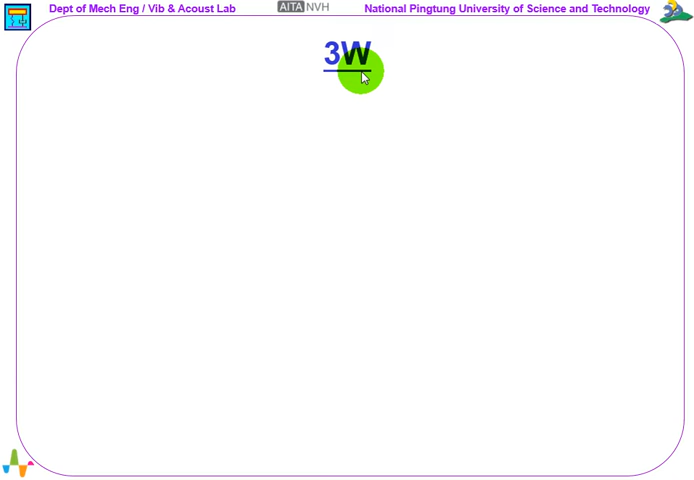 Dept of Mech Eng / Vib & Acoust Lab AITA NVH National Pingtung University of Science and Technology
3W